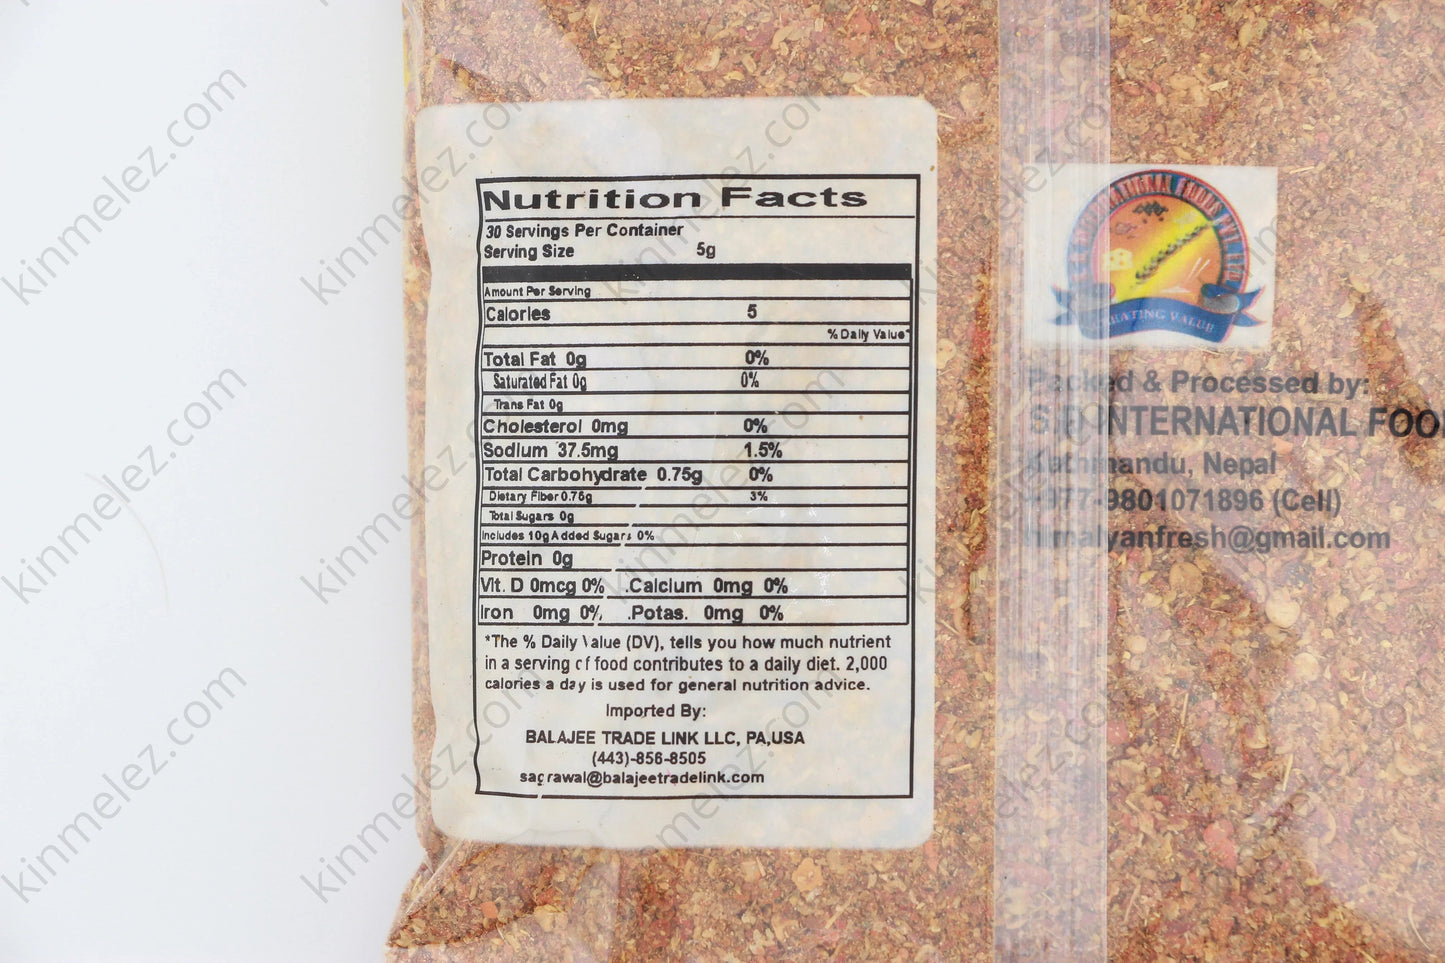 Nutrition Facts
30 Servings Per Container
Serving Size 5g
Amount Per Serving
Calories 5
% Daily Value*
Total Fat 0g 0%
Saturated Fat 0g 0%
Trans Fat 0g
Cholesterol 0mg 0%
Sodium 37.5mg 1.5%
Total Carbohydrate 0.75g 0%
Dietary Fiber 0.75g 3%
Total Sugars 0g
Includes 10g Added Sugars 0%
Protein 0g
Vit. D 0mcg 0% .Calcium 0mg 0%
Iron 0mg 0% .Potas. 0mg 0%
*The % Daily Value (DV), tells you how much nutrient
in a serving of food contributes to a daily diet. 2,000
calories a day is used for general nutrition advice.
Imported By:
BALAJEE TRADE LINK LLC, PA,USA
(443)-856-8505
sagrawal@balajeetradelink.com
FOODS PVT. LTD.
CREATING VALUE
Packed & Processed by:
INTERNATIONAL FOO
Kathmandu, Nepal
977-9801071896 (Cell)
himalyanfresh@gmail.com
kinmelez.com